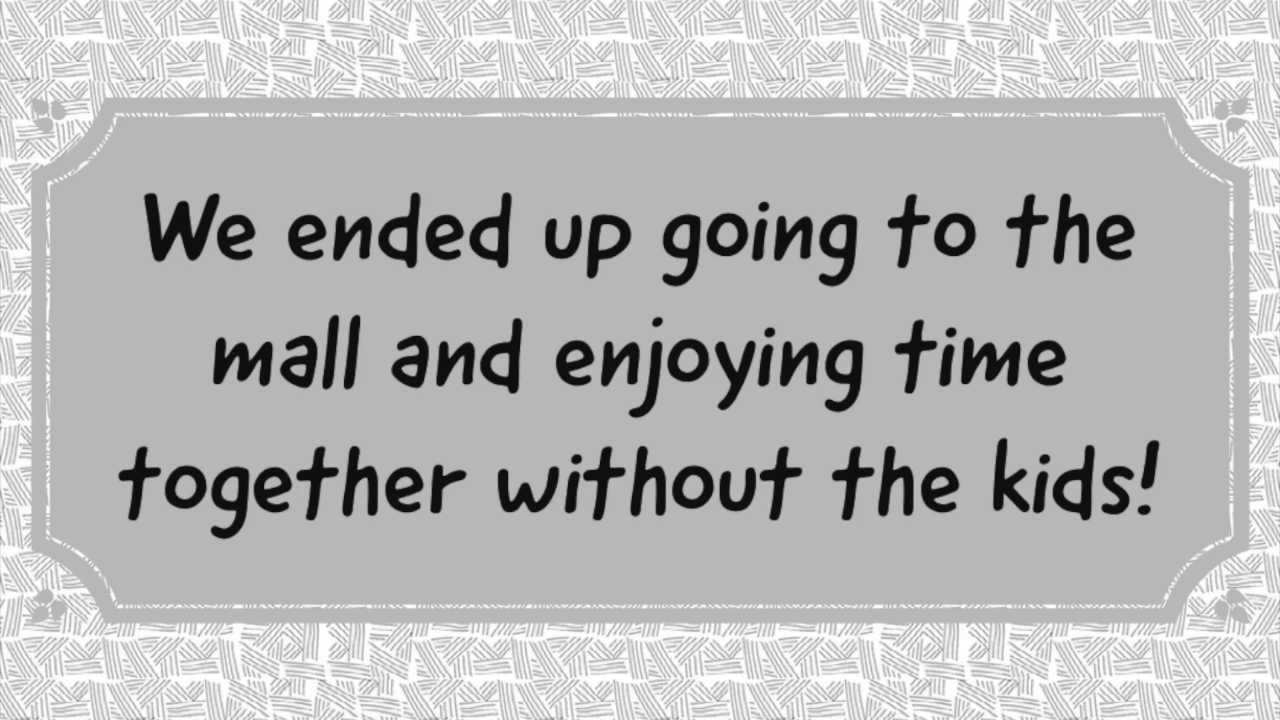 We ended up going to the
mall and enjoying time
together without the kids!